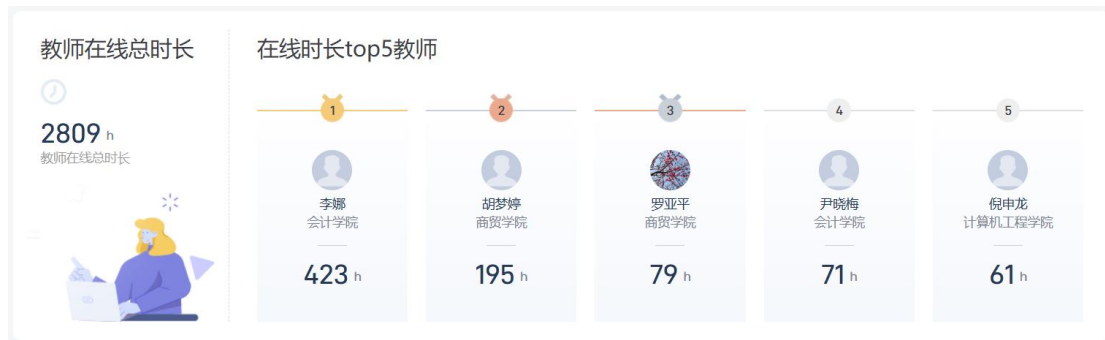 教师在线总时长
2809 h
教师在线总时长
在线时长top5教师
1
李娜
会计学院
423 h
2
胡梦婷
商贸学院
195 h
3
罗亚平
商贸学院
79 h
4
尹晓梅
会计学院
71 h
5
倪申龙
计算机工程学院
61 h